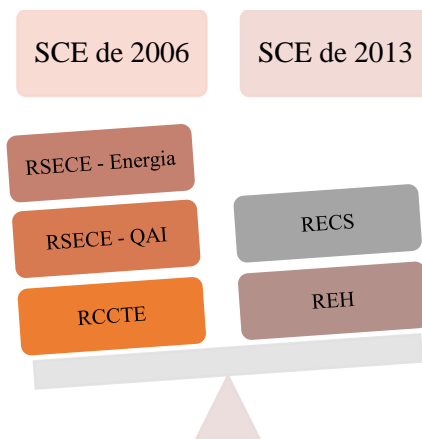 SCE de 2006
SCE de 2013
RSECE - Energia
RSECE - QAI
RECS
RCCTE
REH